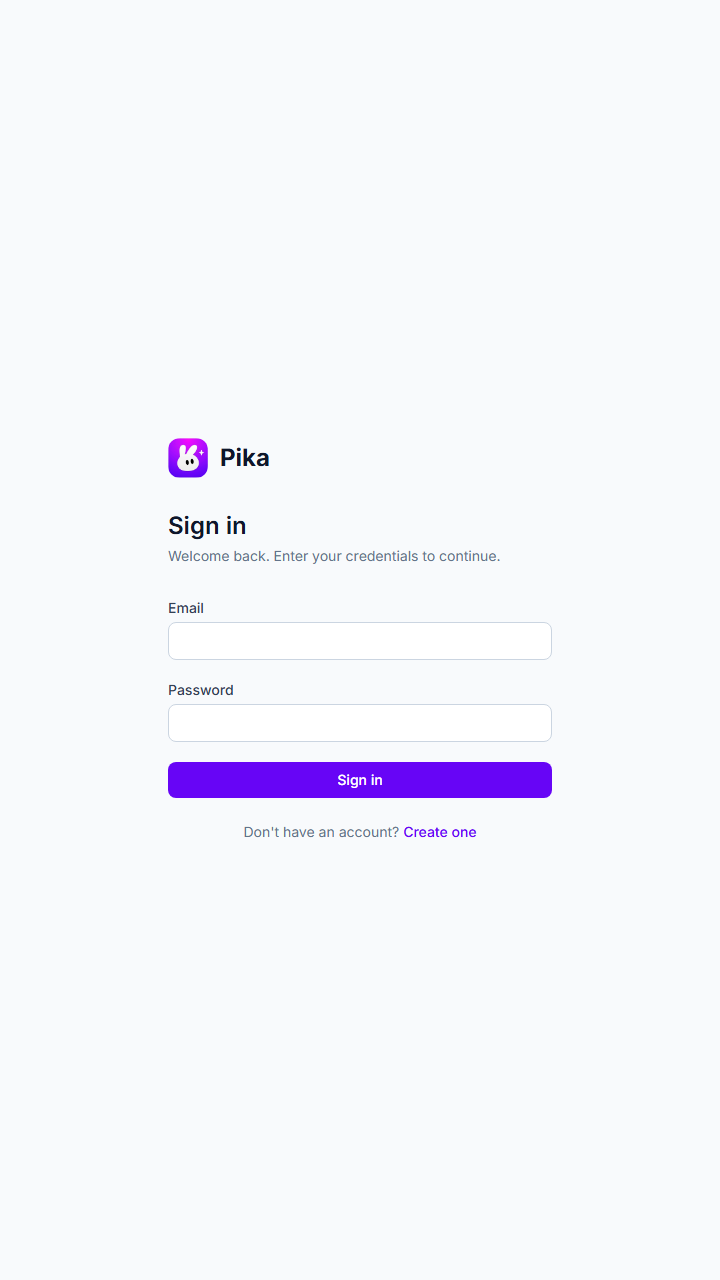 Pika
Sign in
Welcome back. Enter your credentials to continue.
Email
Password
Sign in
Don't have an account? Create one